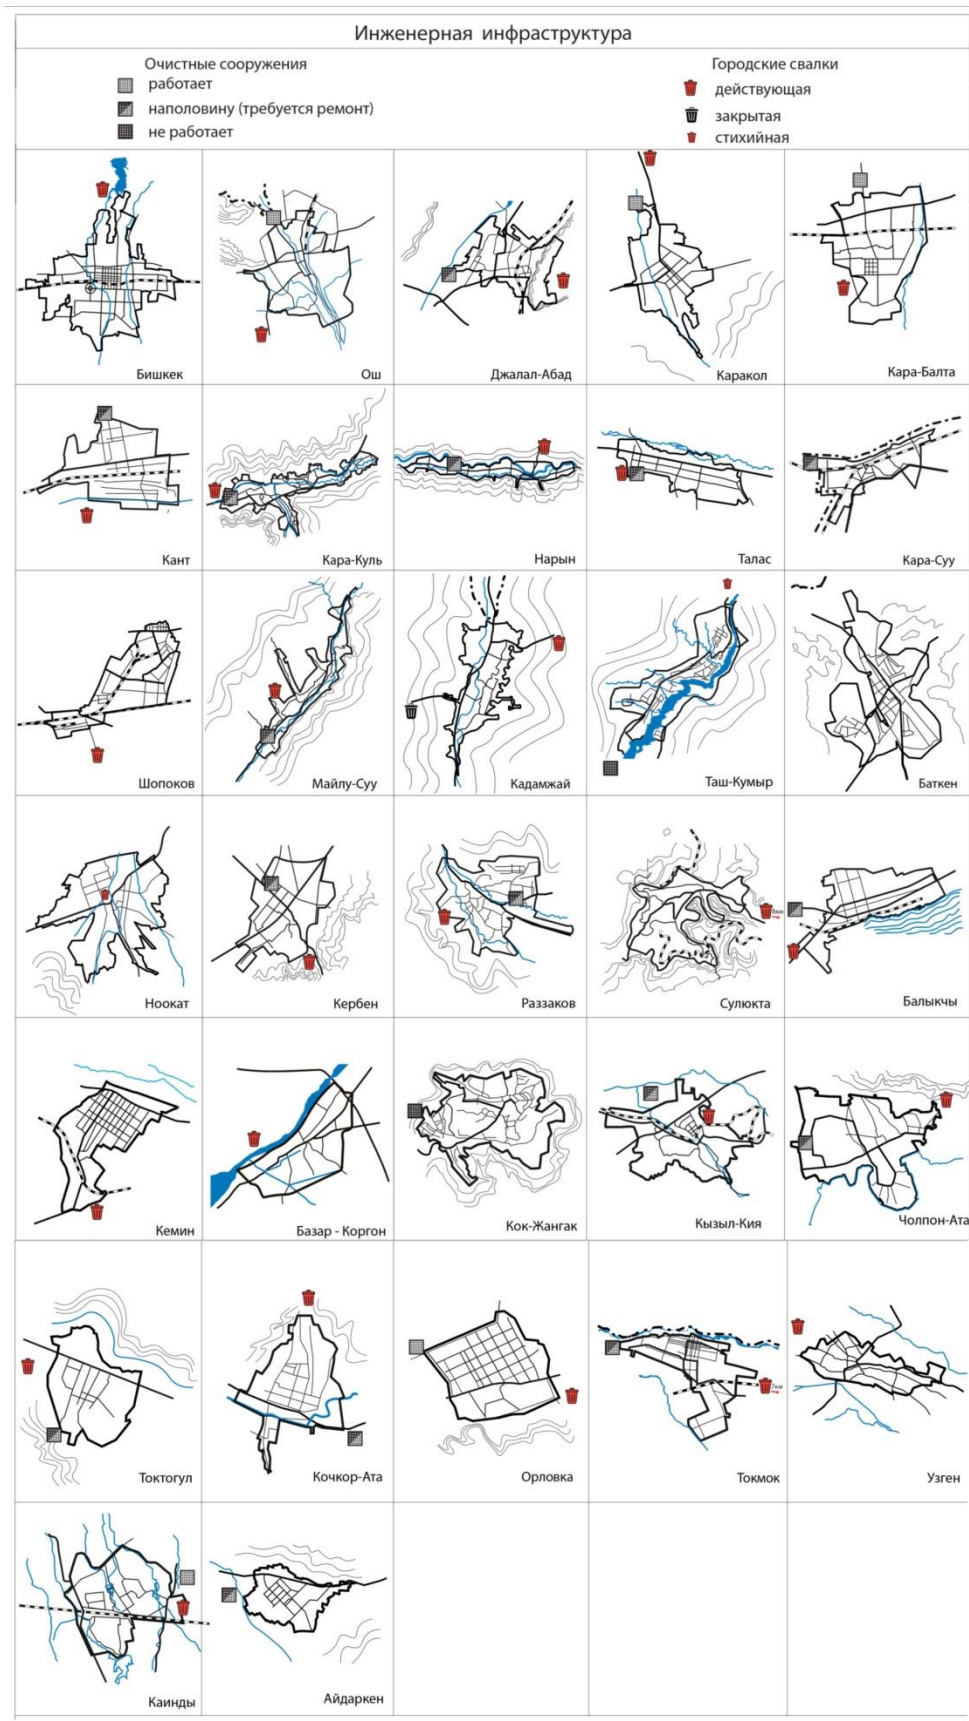 Инженерная инфраструктура
Очистные сооружения
работает
наполовину (требуется ремонт)
не работает
Городские свалки
действующая
закрытая
стихийная
Бишкек
Ош
Джалал-Абад
Каракол
Кара-Балта
Кант
Кара-Куль
Нарын
Талас
Кара-Суу
Шопоков
Майлу-Суу
Кадамжай
Таш-Кумыр
Баткен
Ноокат
Кербен
Раззаков
8км
Сулюкта
Балыкчы
Кемин
Базар - Коргон
Кок-Жангак
Кызыл-Кия
Чолпон-Ата
Токтогул
Кочкор-Ата
Орловка
7км
Токмок
Узген
Каинды
Айдаркен